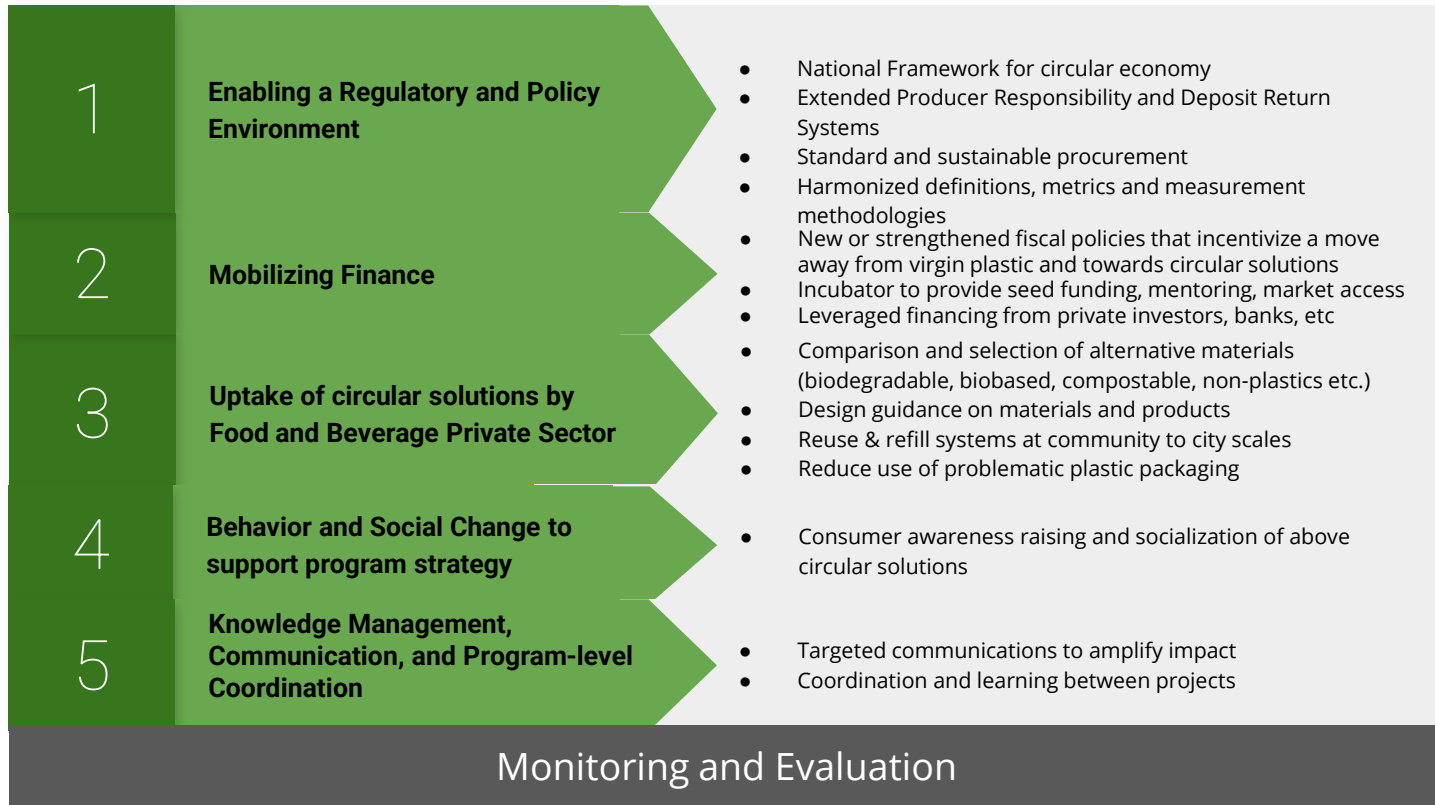 1
Enabling a Regulatory and Policy
Environment
● National Framework for circular economy
● Extended Producer Responsibility and Deposit Return
Systems
● Standard and sustainable procurement
● Harmonized definitions, metrics and measurement
methodologies
2
Mobilizing Finance
● New or strengthened fiscal policies that incentivize a move
away from virgin plastic and towards circular solutions
● Incubator to provide seed funding, mentoring, market access
● Leveraged financing from private investors, banks, etc
3
Uptake of circular solutions by
Food and Beverage Private Sector
● Comparison and selection of alternative materials
(biodegradable, biobased, compostable, non-plastics etc.)
● Design guidance on materials and products
● Reuse & refill systems at community to city scales
● Reduce use of problematic plastic packaging
4
Behavior and Social Change to
support program strategy
● Consumer awareness raising and socialization of above
circular solutions
5
Knowledge Management,
Communication, and Program-level
Coordination
● Targeted communications to amplify impact
● Coordination and learning between projects
Monitoring and Evaluation